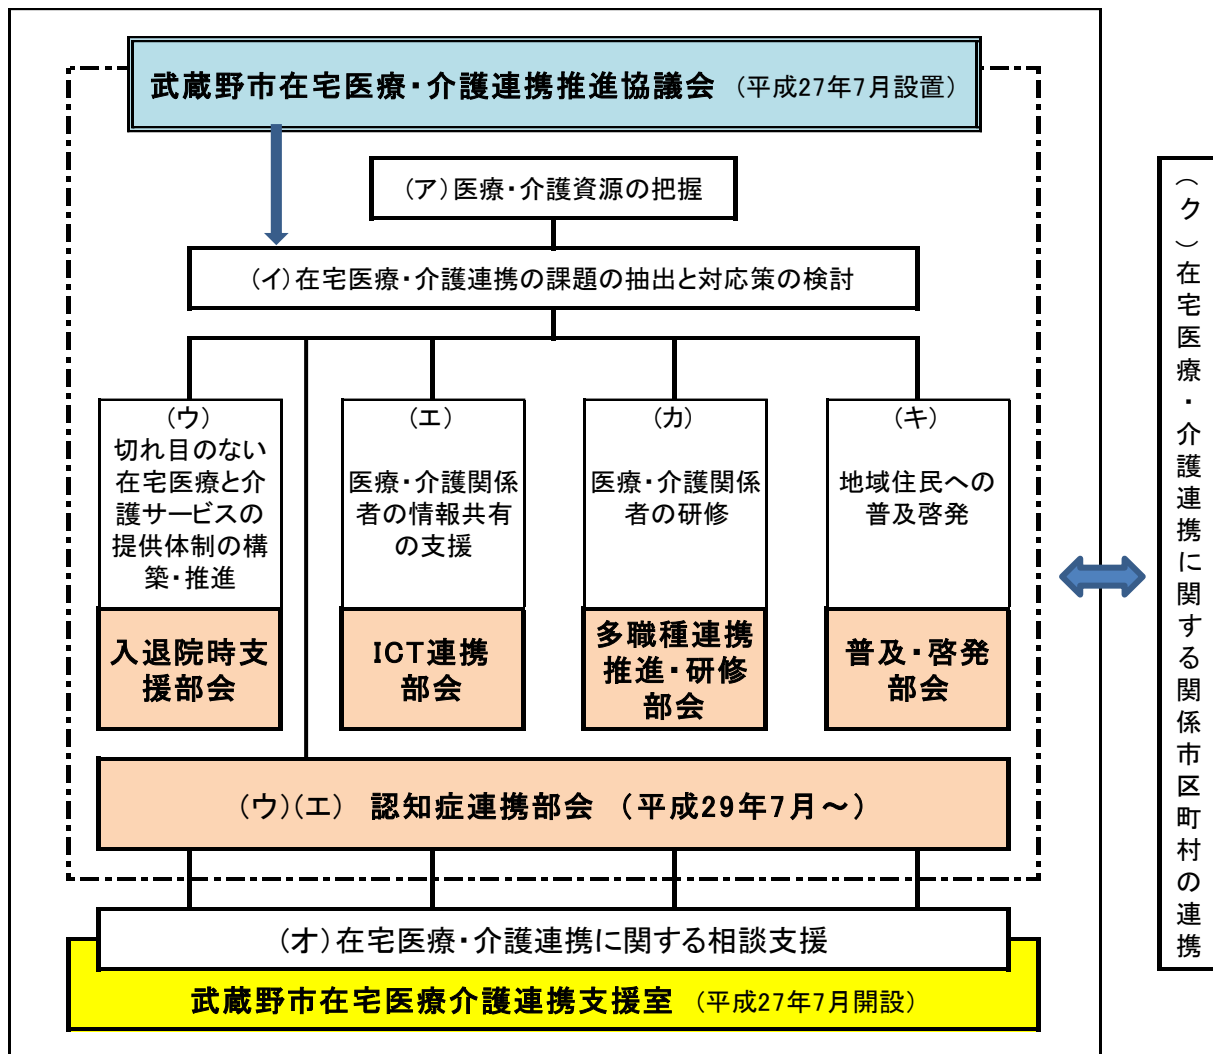 武蔵野市在宅医療・介護連携推進協議会 (平成27年7月設置)
(ア)医療・介護資源の把握
(イ)在宅医療・介護連携の課題の抽出と対応策の検討
(ウ)
切れ目のない
在宅医療と介
護サービスの
提供体制の構
築・推進
入退院時支
援部会
(エ)
医療・介護関係
者の情報共有
の支援
ICT連携
部会
(カ)
医療・介護関係
者の研修
多職種連携
推進・研修
部会
(キ)
地域住民への
普及啓発
普及・啓発
部会
(ウ)(エ) 認知症連携部会 (平成29年7月～)
(オ)在宅医療・介護連携に関する相談支援
武蔵野市在宅医療介護連携支援室 (平成27年7月開設)
(ク)在宅医療・介護連携に関する関係市区町村の連携